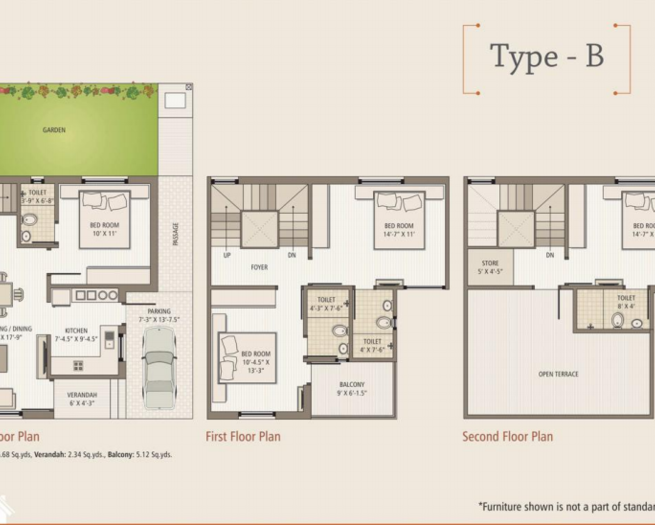 Type - B
GARDEN
TOILET
3'-9" X 6'-8"
BED ROOM
10' X 11'
PASSAGE
PARKING
7'-3" X 13'-7.5"
KITCHEN
7'-4.5" X 9'-4.5"
NG / DINING
X 17'-9"
VERANDAH
6' X 4'-3"
oor Plan
.68 Sq.yds, Verandah: 2.34 Sq.yds., Balcony: 5.12 Sq.yds.
UP
DN
FOYER
BED ROOM
14'-7" X 11'
TOILET
4'-3" X 7'-6"
TOILET
4' X 7'-6"
BED ROOM
10'-4.5" X
13'-3"
BALCONY
9' X 6'-1.5"
First Floor Plan
DN
STORE
5' X 4'-5"
BED RO
14'-7" X
TOILET
8' X 4'
OPEN TERRACE
Second Floor Plan
*Furniture shown is not a part of standar